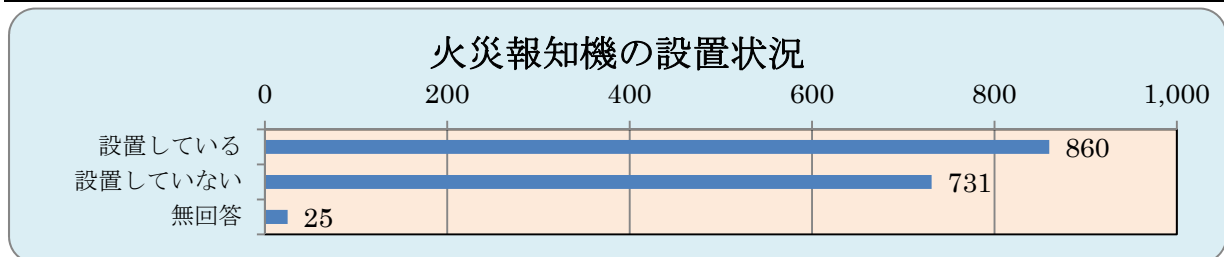 火災報知機の設置状況
0 200 400 600 800 1,000
設置している 860
設置していない 731
無回答 25